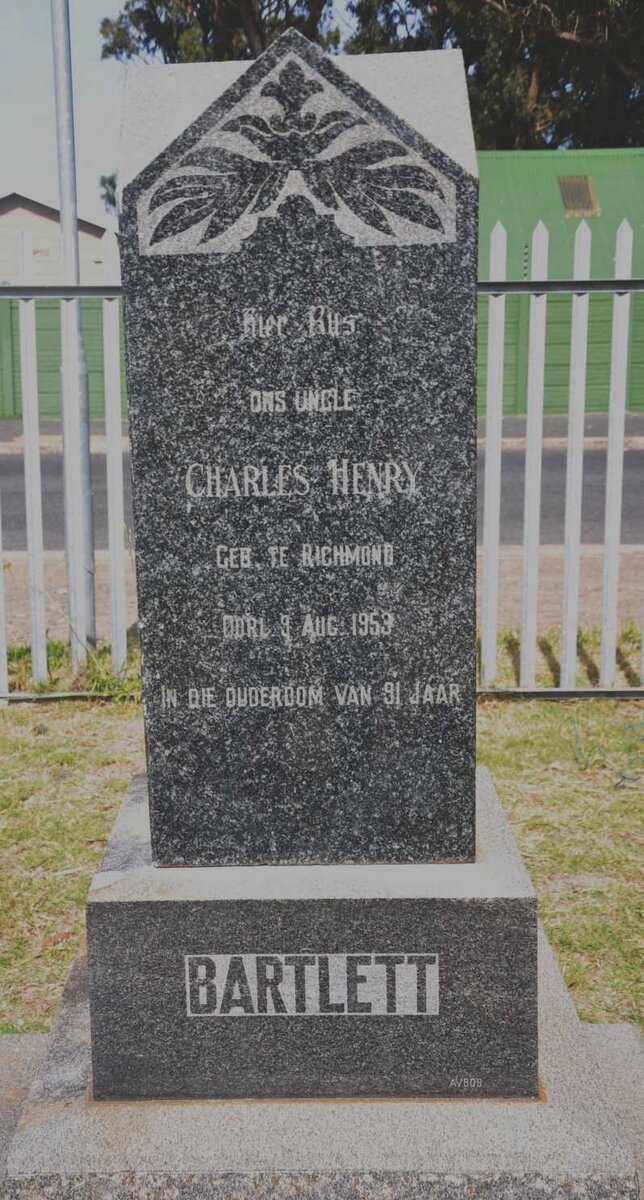 Hier Rus
ONS UNCLE
CHARLES HENRY
GEB. TE RICHMOND
OORL 9 AUG. 1953
IN DIE OUDERDOM VAN 91 JAAR
BARTLETT
AVBOB